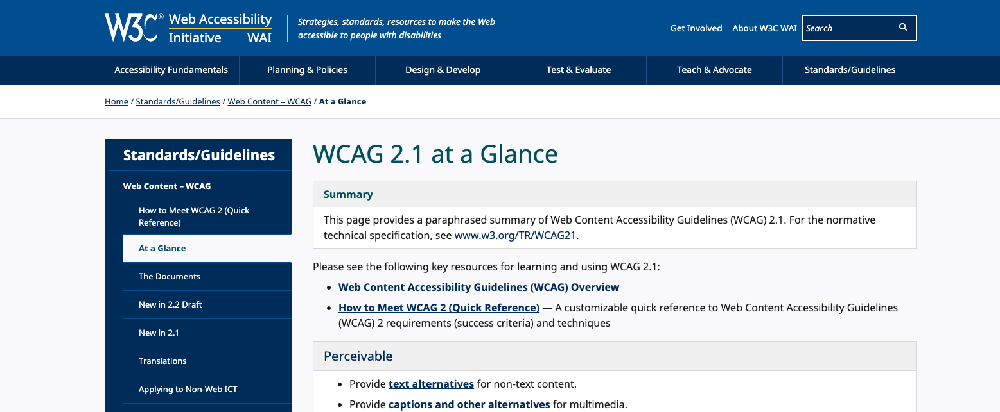 W3C® Web Accessibility
Initiative WAI
Strategies, standards, resources to make the Web
accessible to people with disabilities
Get Involved
About W3C WAI
Search
Accessibility Fundamentals
Planning & Policies
Design & Develop
Test & Evaluate
Teach & Advocate
Standards/Guidelines
Home / Standards/Guidelines / Web Content – WCAG / At a Glance
Standards/Guidelines
Web Content – WCAG
How to Meet WCAG 2 (Quick
Reference)
At a Glance
The Documents
New in 2.2 Draft
New in 2.1
Translations
Applying to Non-Web ICT
WCAG 2.1 at a Glance
Summary
This page provides a paraphrased summary of Web Content Accessibility Guidelines (WCAG) 2.1. For the normative
technical specification, see www.w3.org/TR/WCAG21.
Please see the following key resources for learning and using WCAG 2.1:
• Web Content Accessibility Guidelines (WCAG) Overview
• How to Meet WCAG 2 (Quick Reference) — A customizable quick reference to Web Content Accessibility Guidelines
(WCAG) 2 requirements (success criteria) and techniques
Perceivable
• Provide text alternatives for non-text content.
• Provide captions and other alternatives for multimedia.